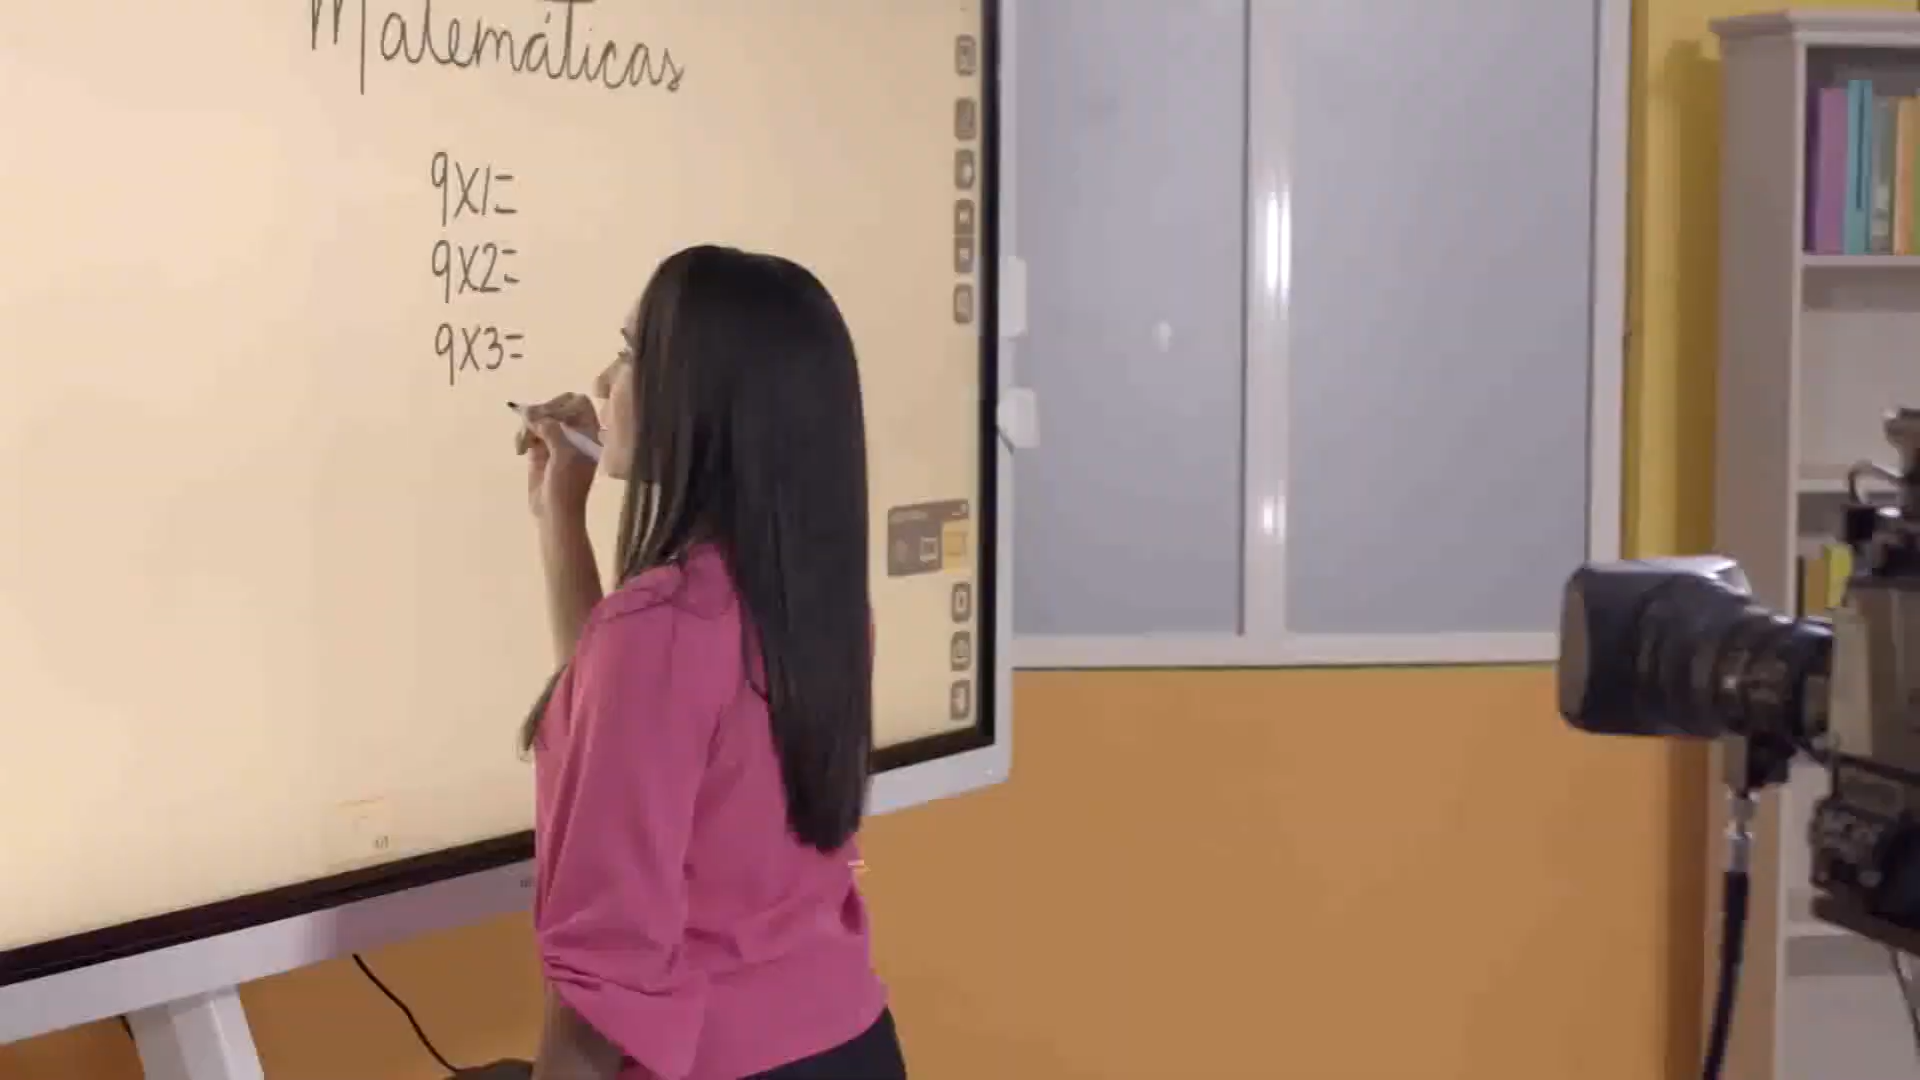 Matemáticas
9x1=
9x2=
9x3=